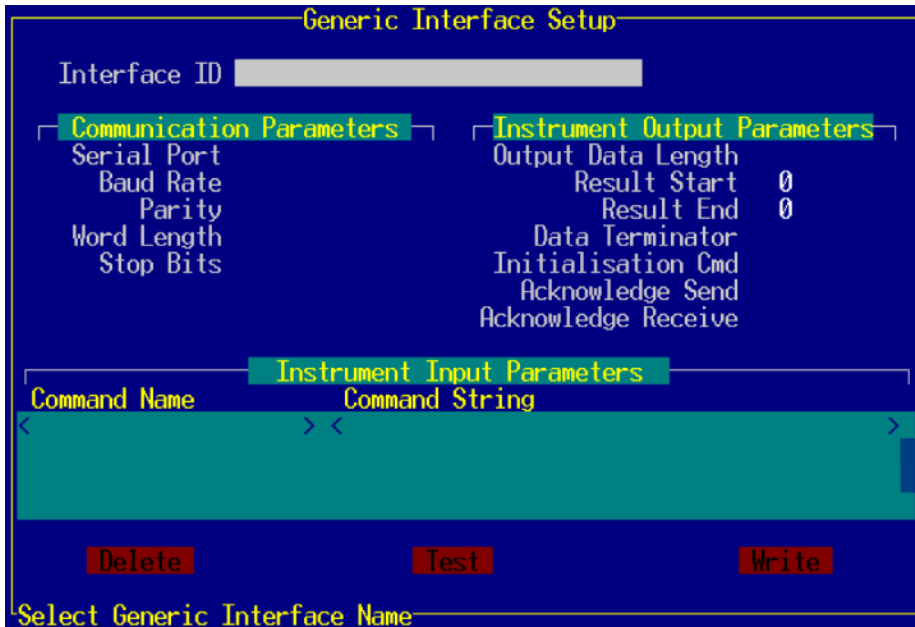 Generic Interface Setup
Interface ID
Communication Parameters
Serial Port
Baud Rate
Parity
Word Length
Stop Bits
Instrument Output Parameters
Output Data Length
Result Start 0
Result End 0
Data Terminator
Initialisation Cmd
Acknowledge Send
Acknowledge Receive
Instrument Input Parameters
Command Name Command String
< > < >
Delete Test Write
Select Generic Interface Name